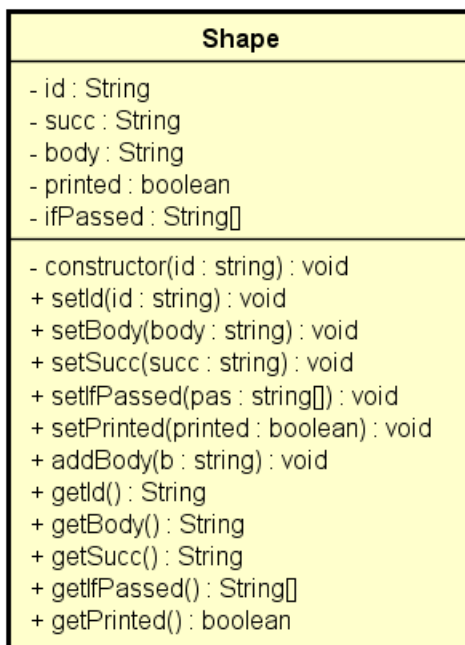 Shape
- id : String
- succ : String
- body : String
- printed : boolean
- ifPassed : String[]
- constructor(id : string) : void
+ setId(id : string) : void
+ setBody(body : string) : void
+ setSucc(succ : string) : void
+ setIfPassed(pas : string[]) : void
+ setPrinted(printed : boolean) : void
+ addBody(b : string) : void
+ getId() : String
+ getBody() : String
+ getSucc() : String
+ getIfPassed() : String[]
+ getPrinted() : boolean